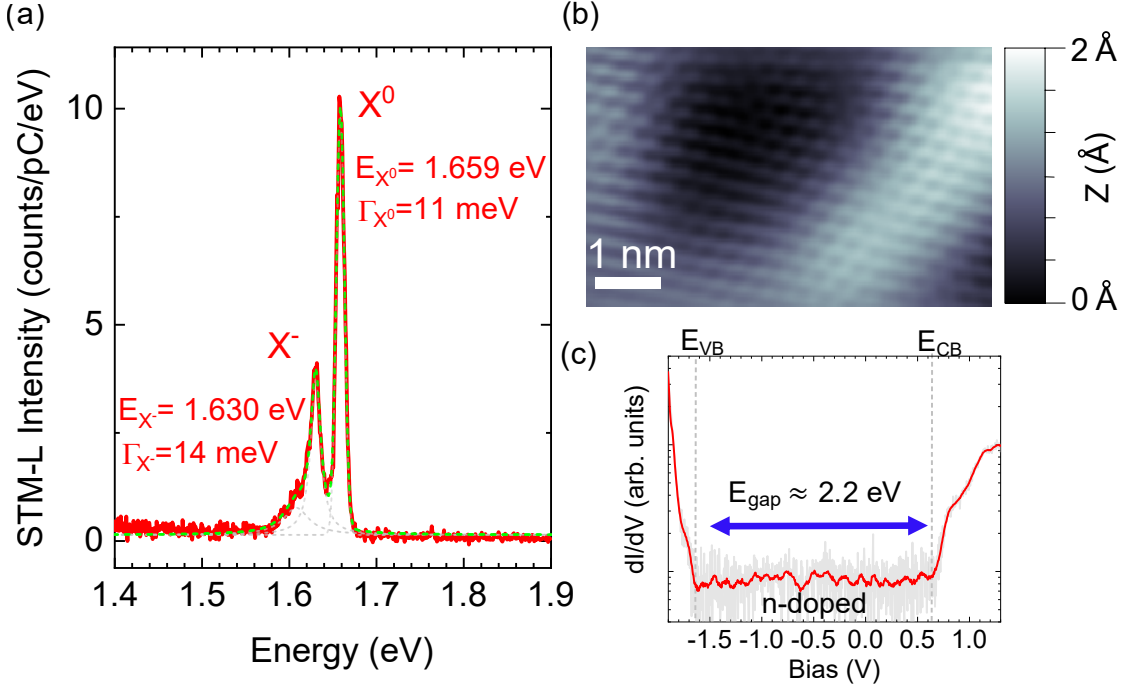 (a)
STM-L Intensity (counts/pC/eV)
10
5
0
X⁰
E_X⁰= 1.659 eV
Γ_X⁰=11 meV
X⁻
E_X⁻= 1.630 eV
Γ_X⁻=14 meV
1.4 1.5 1.6 1.7 1.8 1.9
Energy (eV)
(b)
1 nm
2 Å
Z (Å)
0 Å
(c)
E_VB E_CB
dI/dV (arb. units)
E_gap ≈ 2.2 eV
n-doped
-1.5 -1.0 -0.5 0.0 0.5 1.0
Bias (V)